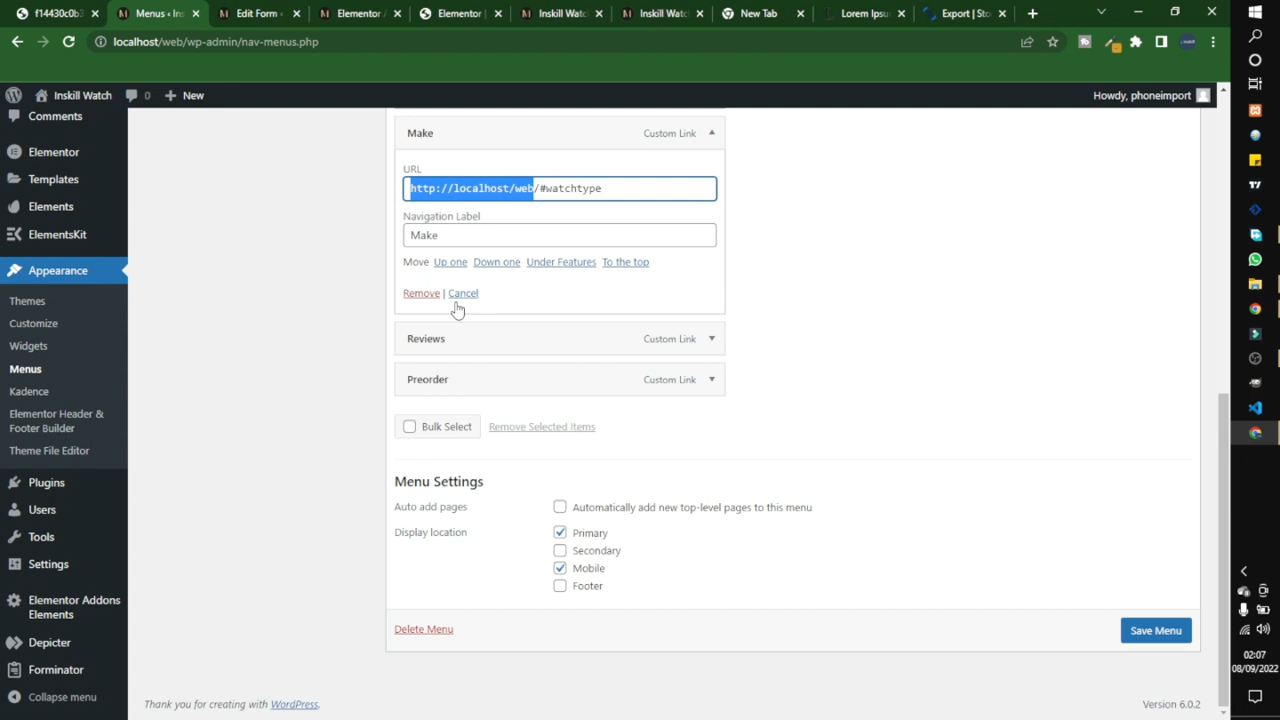 f14430c0b3
Menus ‹ Ins
Edit Form ‹
Elementor /
Elementor |
Inskill Watc
Inskill Wat
New Tab
Lorem Ipsu
Export | Sto
localhost/web/wp-admin/nav-menus.php
Inskill Watch
0
New
Howdy, phoneimport
Comments
Elementor
Templates
Elements
ElementsKit
Appearance
Themes
Customize
Widgets
Menus
Kadence
Elementor Header &
Footer Builder
Theme File Editor
Plugins
Users
Tools
Settings
Elementor Addons
Elements
Depicter
Forminator
Collapse menu
Make
Custom Link
URL
http://localhost/web/#watchtype
Navigation Label
Make
Move Up one Down one Under Features To the top
Remove | Cancel
Reviews
Custom Link
Preorder
Custom Link
Bulk Select
Remove Selected Items
Menu Settings
Auto add pages
Automatically add new top-level pages to this menu
Display location
Primary
Secondary
Mobile
Footer
Delete Menu
Save Menu
Thank you for creating with WordPress.
Version 6.0.2
02:07
08/09/2022